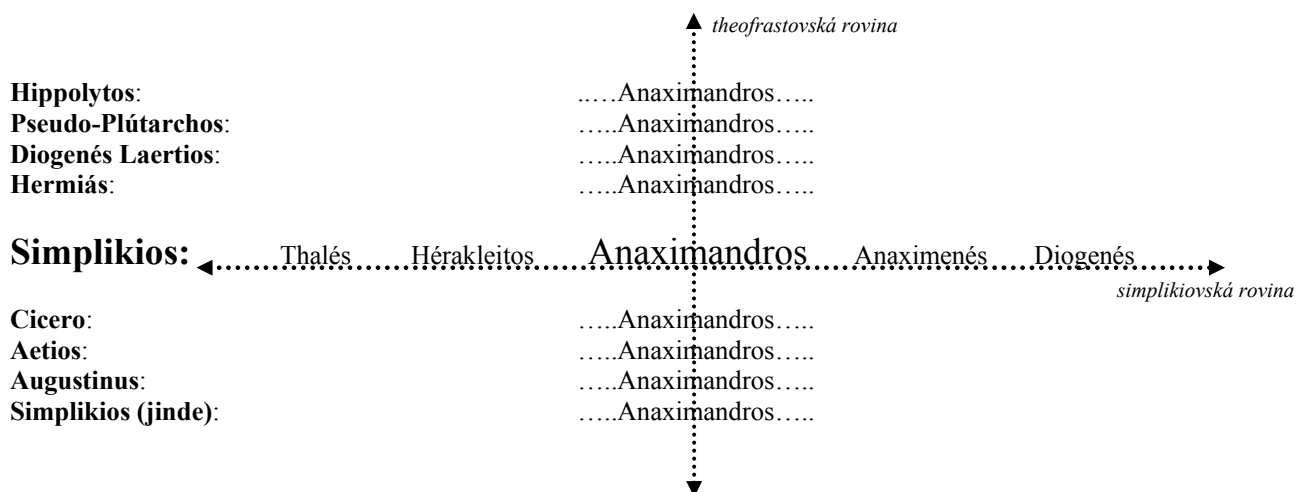 theofrastovská rovina
Hippolytos: ..…Anaximandros…..
Pseudo-Plútarchos: …..Anaximandros…..
Diogenés Laertios: …..Anaximandros…..
Hermiás: …..Anaximandros…..
Simplikios: Thalés Hérakleitos Anaximandros Anaximenés Diogenés
simplikiovská rovina
Cicero: …..Anaximandros…..
Aetios: …..Anaximandros…..
Augustinus: …..Anaximandros…..
Simplikios (jinde): …..Anaximandros…..